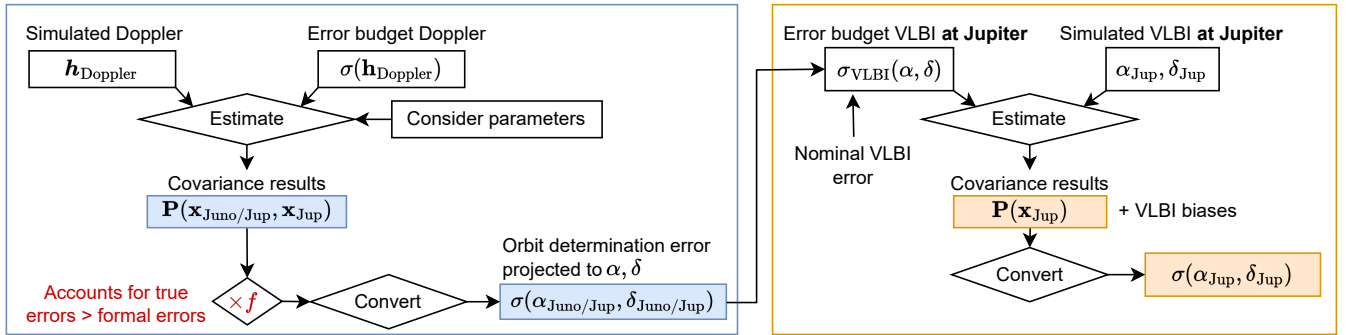 Simulated Doppler
𝒉_Doppler
Error budget Doppler
σ(𝐡_Doppler)
Estimate
Consider parameters
Covariance results
𝐏(𝐱_Juno/Jup, 𝐱_Jup)
Accounts for true
errors > formal errors
×f
Convert
Orbit determination error
projected to α, δ
σ(α_Juno/Jup, δ_Juno/Jup)
Error budget VLBI at Jupiter
σ_VLBI(α, δ)
Simulated VLBI at Jupiter
α_Jup, δ_Jup
Estimate
Nominal VLBI
error
Covariance results
𝐏(𝐱_Jup)
+ VLBI biases
Convert
σ(α_Jup, δ_Jup)